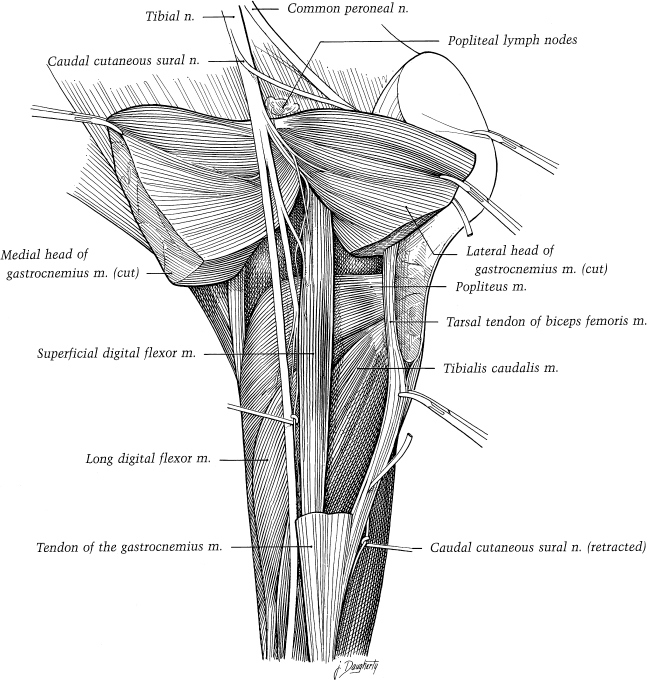 Tibial n.
Common peroneal n.
Popliteal lymph nodes
Caudal cutaneous sural n.
Medial head of
gastrocnemius m. (cut)
Lateral head of
gastrocnemius m. (cut)
Popliteus m.
Tarsal tendon of biceps femoris m.
Superficial digital flexor m.
Tibialis caudalis m.
Long digital flexor m.
Tendon of the gastrocnemius m.
Caudal cutaneous sural n. (retracted)
j. Daugherty